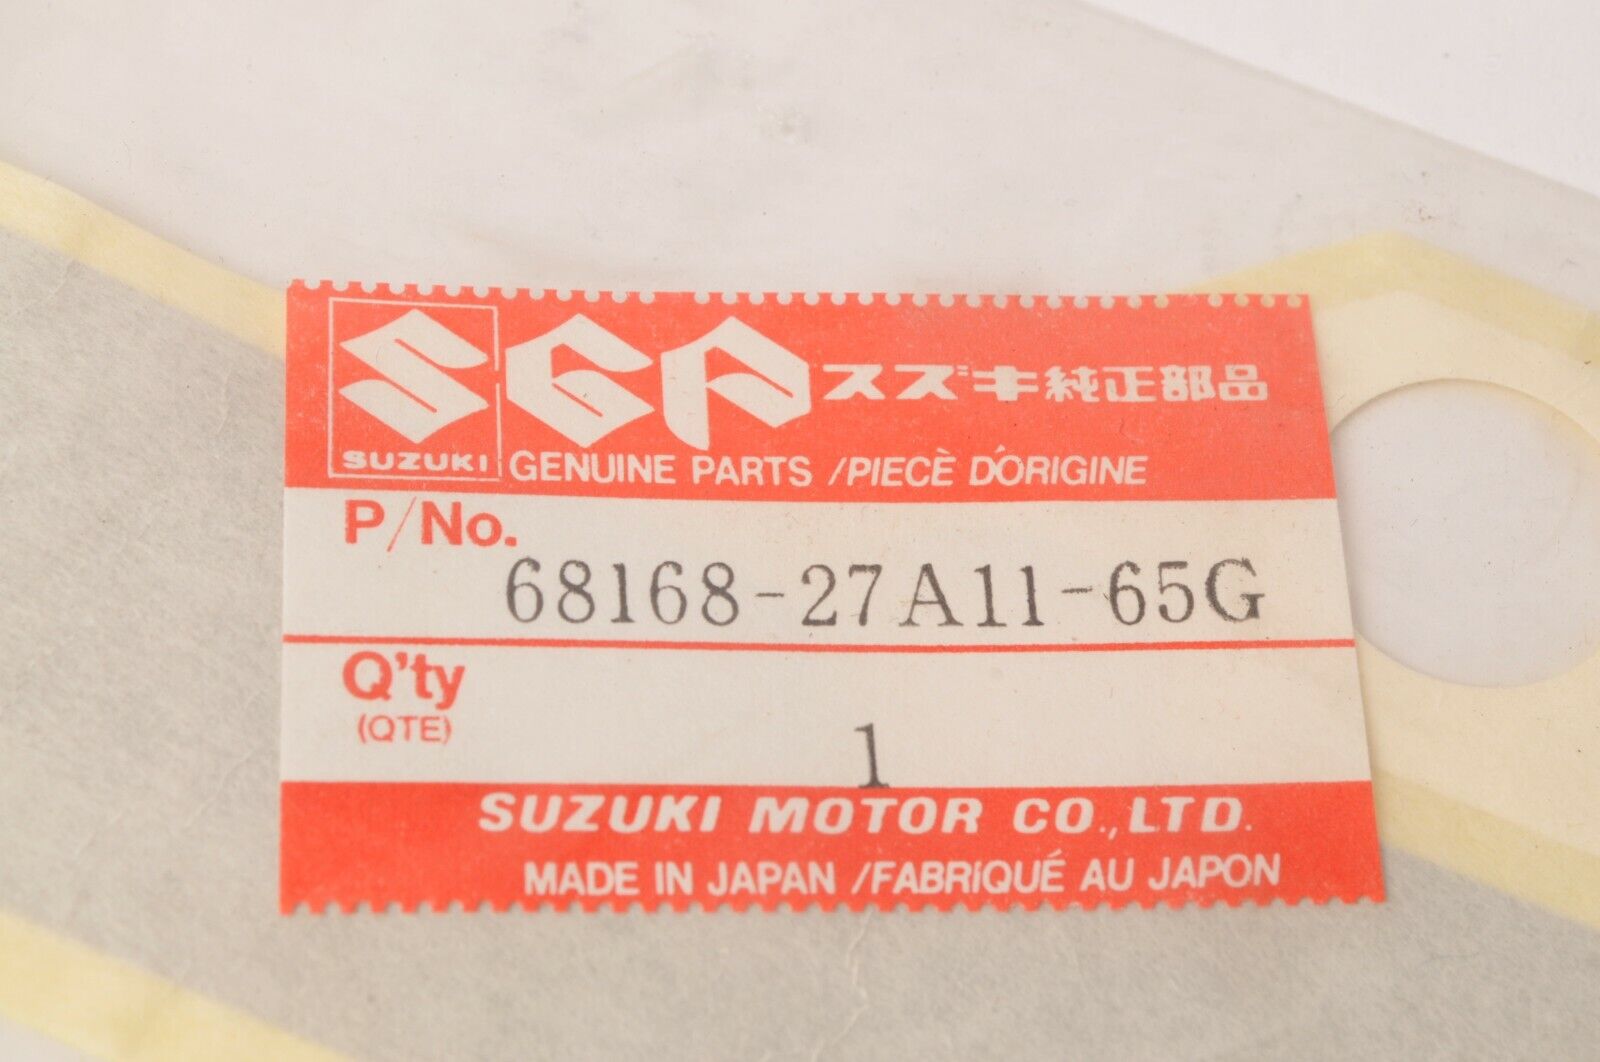 SGP スズキ純正部品
SUZUKI GENUINE PARTS /PIECÈ D'ORIGINE
P/No.
68168-27A11-65G
Q'ty
(QTE)
1
SUZUKI MOTOR CO.,LTD.
MADE IN JAPAN /FABRIQUÉ AU JAPON